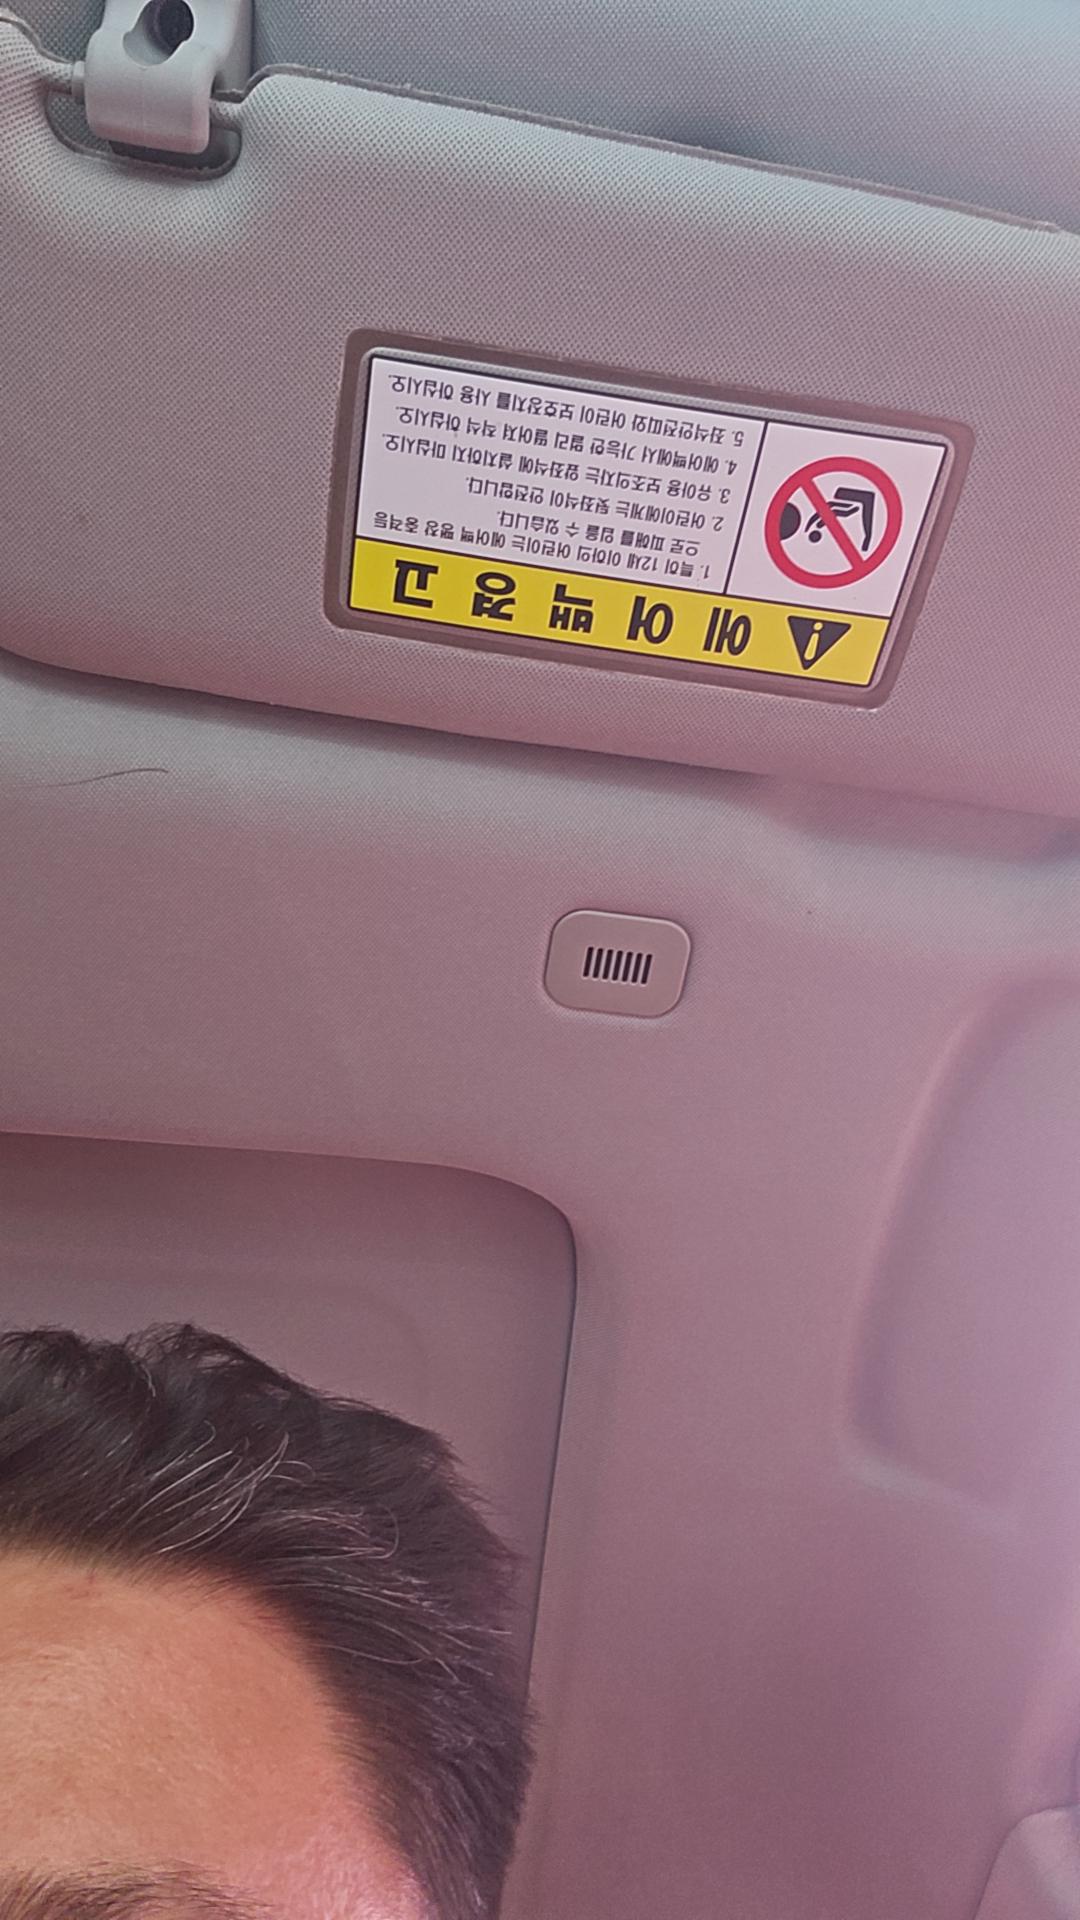 에어백 경고
1. 특히 12세 이하의 어린이는 에어백 팽창 충격등
으로 피해를 입을 수 있습니다.
2. 어린이에게는 뒷좌석이 안전합니다.
3. 유아용 보조의자는 앞좌석에 설치하지 마십시오.
4. 에어백에서 가능한 멀리 떨어져 착석 하십시오.
5. 좌석안전띠와 어린이 보호장치를 사용 하십시오.